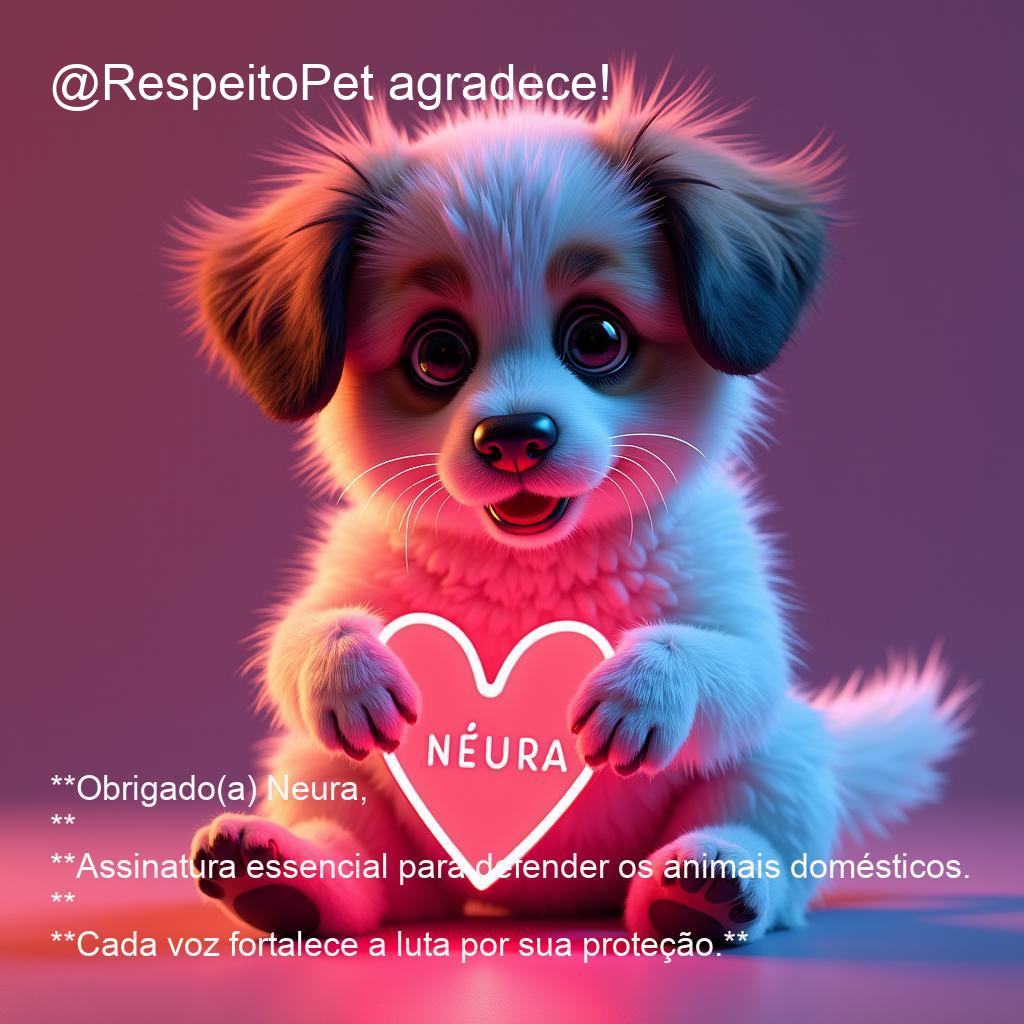 @RespeitoPet agradece!
NÉURA
**Obrigado(a) Neura,
**
**Assinatura essencial para defender os animais domésticos.
**
**Cada voz fortalece a luta por sua proteção.**